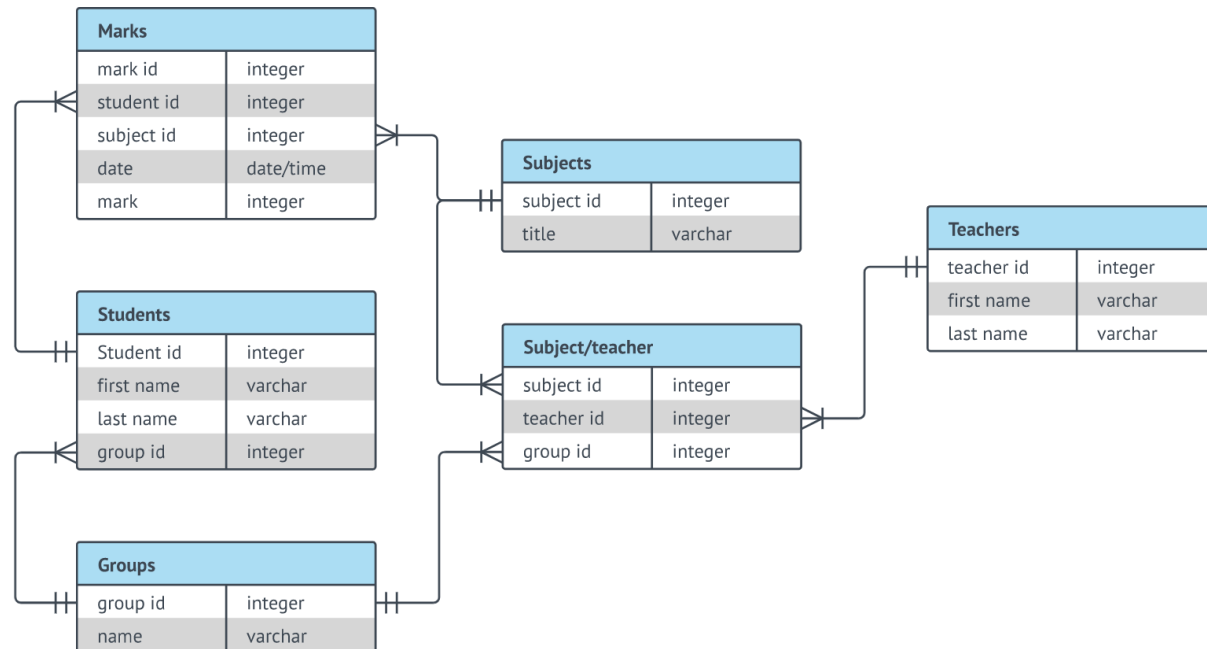 Marks
mark id integer
student id integer
subject id integer
date date/time
mark integer
Students
Student id integer
first name varchar
last name varchar
group id integer
Groups
group id integer
name varchar
Subjects
subject id integer
title varchar
Subject/teacher
subject id integer
teacher id integer
group id integer
Teachers
teacher id integer
first name varchar
last name varchar